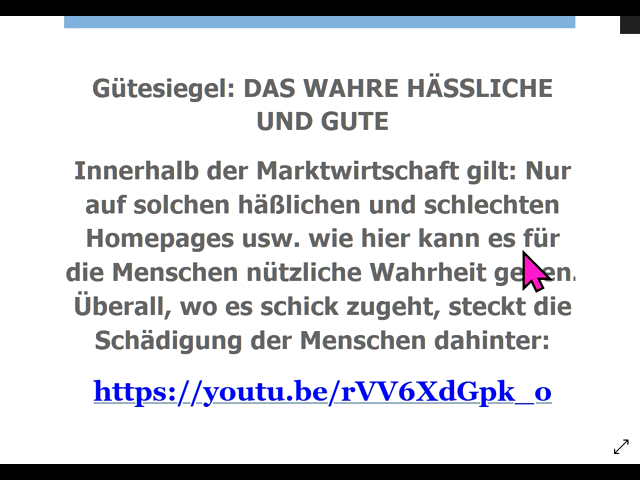 Gütesiegel: DAS WAHRE HÄSSLICHE
UND GUTE
Innerhalb der Marktwirtschaft gilt: Nur
auf solchen häßlichen und schlechten
Homepages usw. wie hier kann es für
die Menschen nützliche Wahrheit geben.
Überall, wo es schick zugeht, steckt die
Schädigung der Menschen dahinter:
https://youtu.be/rVV6XdGpk_o